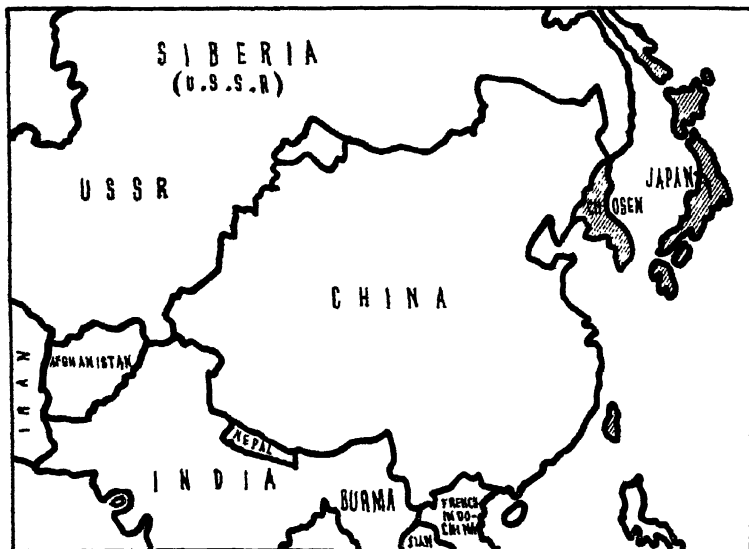 SIBERIA
(U.S.S.R)
USSR
JAPAN
CHOSEN
CHINA
AFGHANISTAN
IRAN
NEPAL
INDIA
BURMA
FRENCH
INDO-
CHINA
SIAM